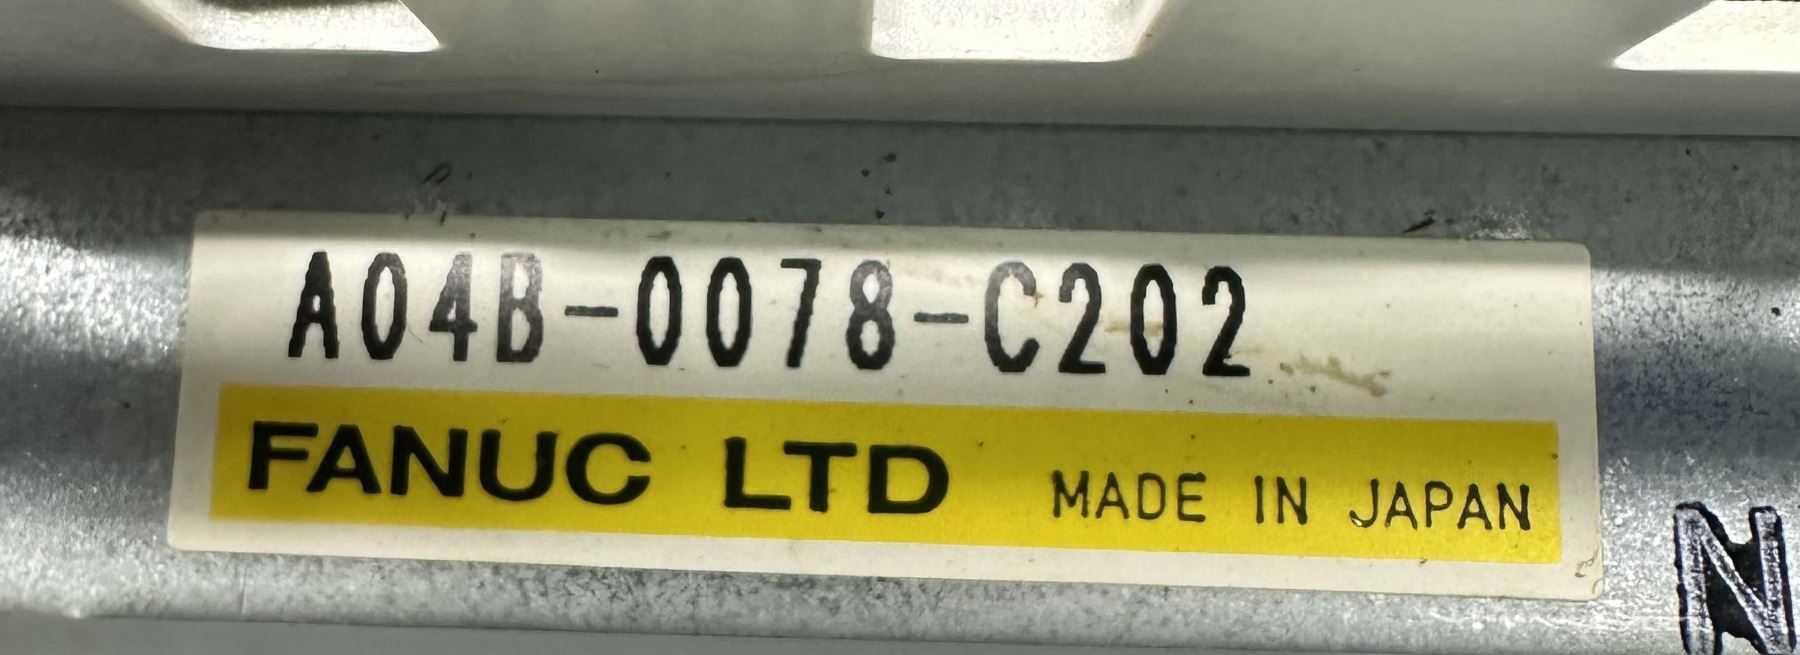 A04B-0078-C202
FANUC LTD MADE IN JAPAN
N